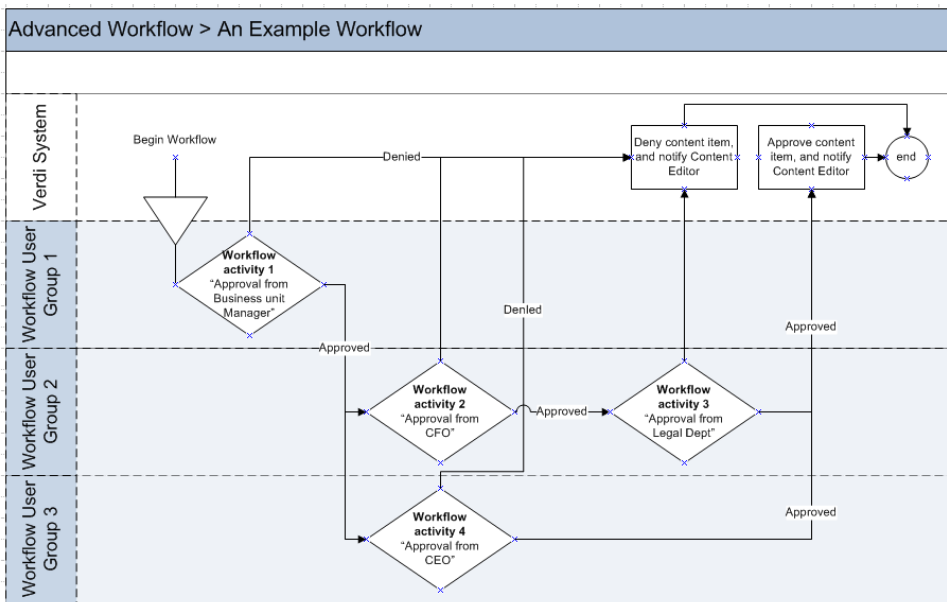 Advanced Workflow > An Example Workflow
Verdi System
Begin Workflow
Denied
Deny content item,
and notify Content
Editor
Approve content
item, and notify
Content Editor
end
Workflow User
Group 1
Workflow
activity 1
“Approval from
Business unit
Manager”
Denied
Approved
Approved
Workflow User
Group 2
Workflow
activity 2
“Approval from
CFO”
Approved
Workflow
activity 3
“Approval from
Legal Dept”
Workflow User
Group 3
Workflow
activity 4
“Approval from
CEO”
Approved